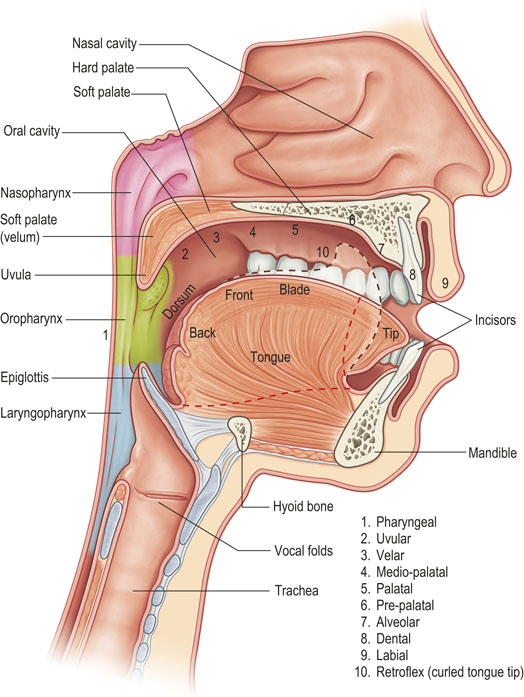 Nasal cavity
Hard palate
Soft palate
Oral cavity
Nasopharynx
Soft palate
(velum)
Uvula
Oropharynx
Epiglottis
Laryngopharynx
1
2
3
4
5
6
10
7
8
9
Dorsum
Front
Blade
Back
Tip
Tongue
Incisors
Mandible
Hyoid bone
Vocal folds
Trachea
1. Pharyngeal
2. Uvular
3. Velar
4. Medio-palatal
5. Palatal
6. Pre-palatal
7. Alveolar
8. Dental
9. Labial
10. Retroflex (curled tongue tip)